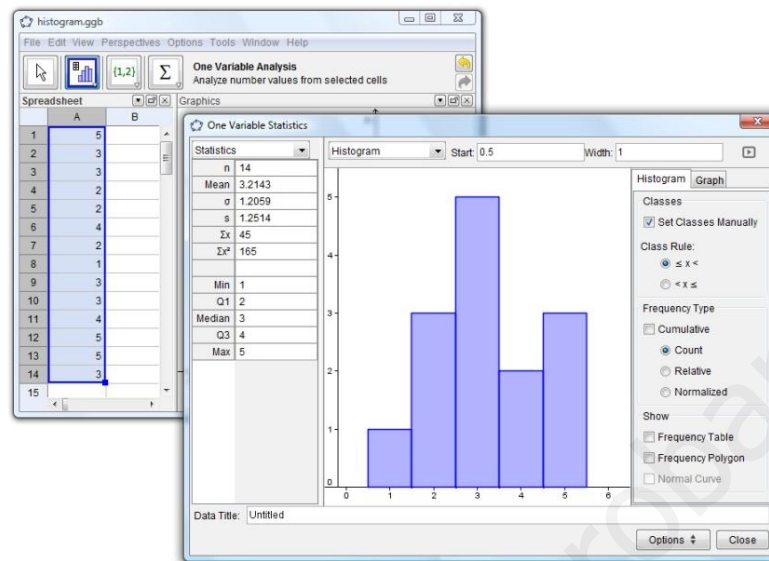 histogram.ggb
File Edit View Perspectives Options Tools Window Help
{1,2}
Σ
One Variable Analysis
Analyze number values from selected cells
Spreadsheet
Graphics
A B
1 5
2 3
3 3
4 2
5 2
6 4
7 2
8 1
9 3
10 3
11 4
12 5
13 5
14 3
15
One Variable Statistics
Statistics
n 14
Mean 3.2143
σ 1.2059
s 1.2514
Σx 45
Σx² 165
Min 1
Q1 2
Median 3
Q3 4
Max 5
Histogram
Start: 0.5
Width: 1
5
4
3
2
1
0
0 1 2 3 4 5 6
Histogram Graph
Classes
Set Classes Manually
Class Rule:
≤ x <
< x ≤
Frequency Type
Cumulative
Count
Relative
Normalized
Show
Frequency Table
Frequency Polygon
Normal Curve
Data Title: Untitled
Options
Close